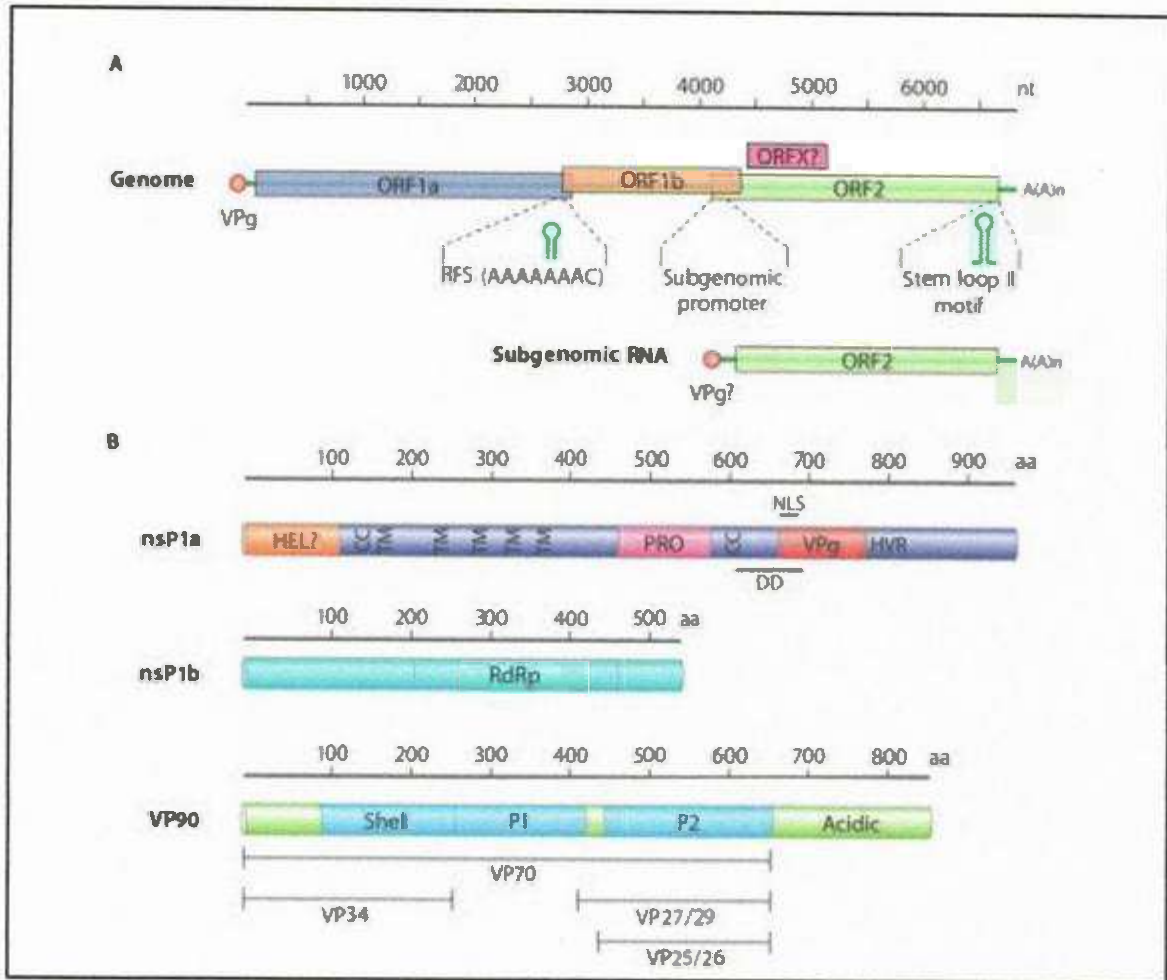 A
1000 2000 3000 4000 5000 6000 nt
ORFX?
Genome ORF1a ORF1b ORF2 A(A)n
VPg
RFS (AAAAAAAC) Subgenomic promoter Stem loop II motif
Subgenomic RNA ORF2 A(A)n
VPg?
B
100 200 300 400 500 600 700 800 900 aa
NLS
nsP1a HEL? CC TM TM TM TM TM PRO CC VPg HVR
DD
100 200 300 400 500 aa
nsP1b RdRp
100 200 300 400 500 600 700 800 aa
VP90 Shell P1 P2 Acidic
VP70
VP34 VP27/29
VP25/26